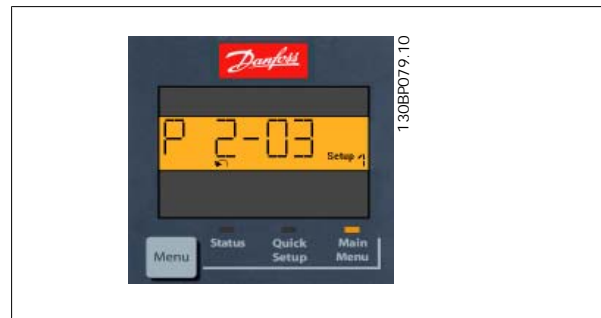 Danfoss
P 2-03 Setup 1
Status Quick Setup Main Menu
Menu
130BP079.10